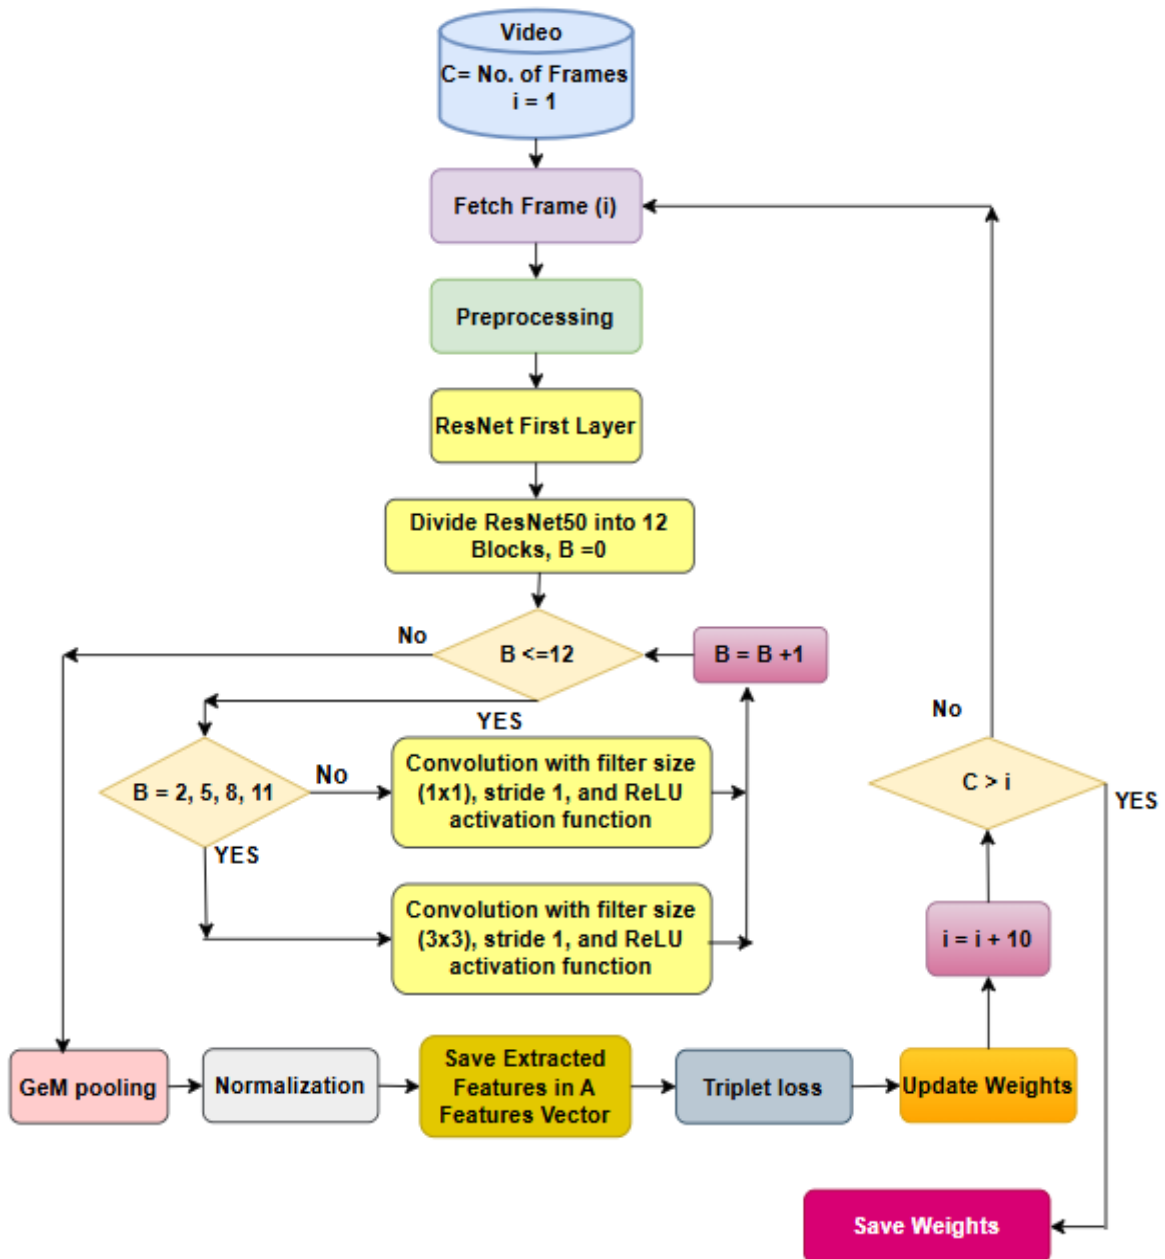 Video
C= No. of Frames
i = 1
Fetch Frame (i)
Preprocessing
ResNet First Layer
Divide ResNet50 into 12
Blocks, B =0
No
B <=12
B = B +1
YES
No
B = 2, 5, 8, 11
No
Convolution with filter size
(1x1), stride 1, and ReLU
activation function
C > i
YES
YES
Convolution with filter size
(3x3), stride 1, and ReLU
activation function
i = i + 10
GeM pooling
Normalization
Save Extracted
Features in A
Features Vector
Triplet loss
Update Weights
Save Weights